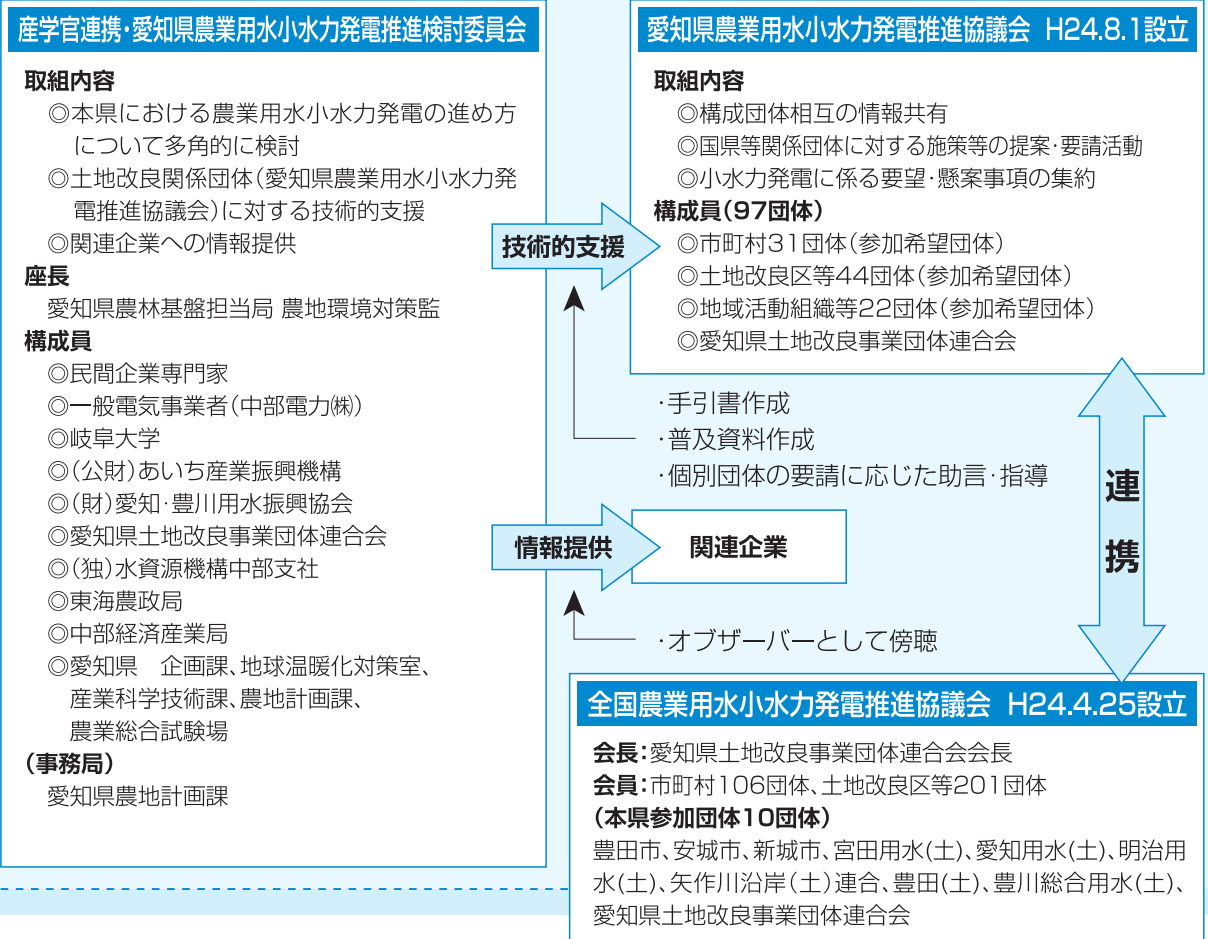 産学官連携・愛知県農業用水小水力発電推進検討委員会
取組内容
◎本県における農業用水小水力発電の進め方
について多角的に検討
◎土地改良関係団体(愛知県農業用水小水力発
電推進協議会)に対する技術的支援
◎関連企業への情報提供
座長
愛知県農林基盤担当局 農地環境対策監
構成員
◎民間企業専門家
◎一般電気事業者(中部電力㈱)
◎岐阜大学
◎(公財)あいち産業振興機構
◎(財)愛知・豊川用水振興協会
◎愛知県土地改良事業団体連合会
◎(独)水資源機構中部支社
◎東海農政局
◎中部経済産業局
◎愛知県　企画課、地球温暖化対策室、
産業科学技術課、農地計画課、
農業総合試験場
(事務局)
愛知県農地計画課
技術的支援
愛知県農業用水小水力発電推進協議会 H24.8.1設立
取組内容
◎構成団体相互の情報共有
◎国県等関係団体に対する施策等の提案・要請活動
◎小水力発電に係る要望・懸案事項の集約
構成員(97団体)
◎市町村31団体(参加希望団体)
◎土地改良区等44団体(参加希望団体)
◎地域活動組織等22団体(参加希望団体)
◎愛知県土地改良事業団体連合会
・手引書作成
・普及資料作成
・個別団体の要請に応じた助言・指導
情報提供
関連企業
・オブザーバーとして傍聴
連携
全国農業用水小水力発電推進協議会 H24.4.25設立
会長:愛知県土地改良事業団体連合会会長
会員:市町村106団体、土地改良区等201団体
(本県参加団体10団体)
豊田市、安城市、新城市、宮田用水(土)、愛知用水(土)、明治用
水(土)、矢作川沿岸(土)連合、豊田(土)、豊川総合用水(土)、
愛知県土地改良事業団体連合会